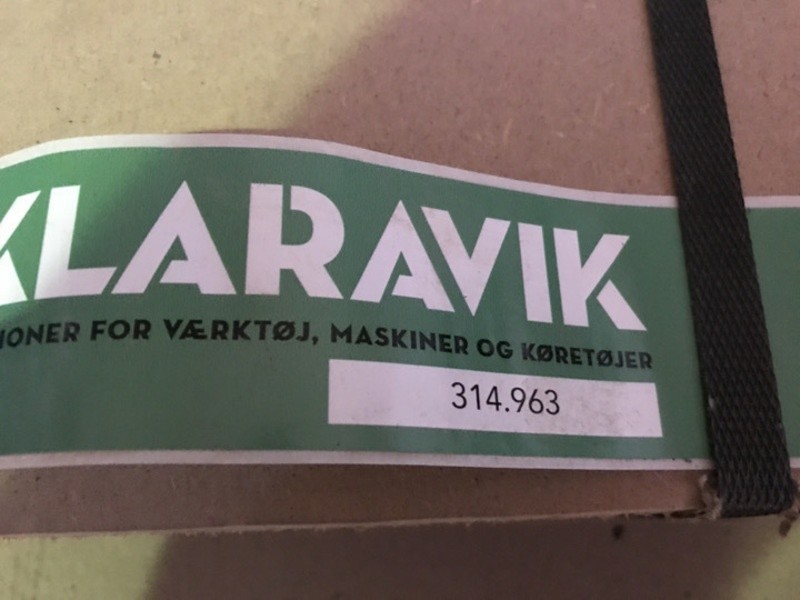 KLARAVIK
IONER FOR VÆRKTØJ, MASKINER OG KØRETØJER
314.963